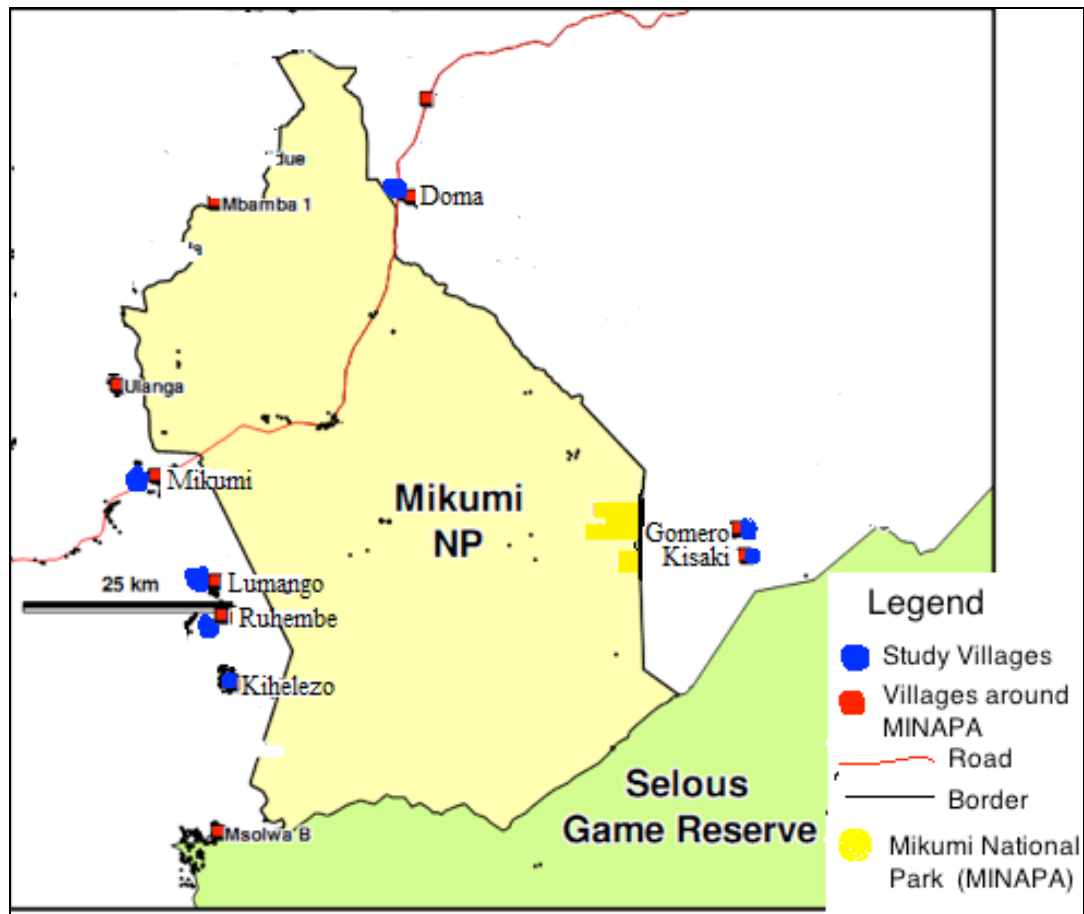 due
Mbamba 1
Doma
Ulanga
Mikumi
Mikumi
NP
Gomero
Kisaki
25 km
Lumango
Ruhembe
Kihelezo
Selous
Game Reserve
Msolwa B
Legend
Study Villages
Villages around
MINAPA
Road
Border
Mikumi National
Park (MINAPA)